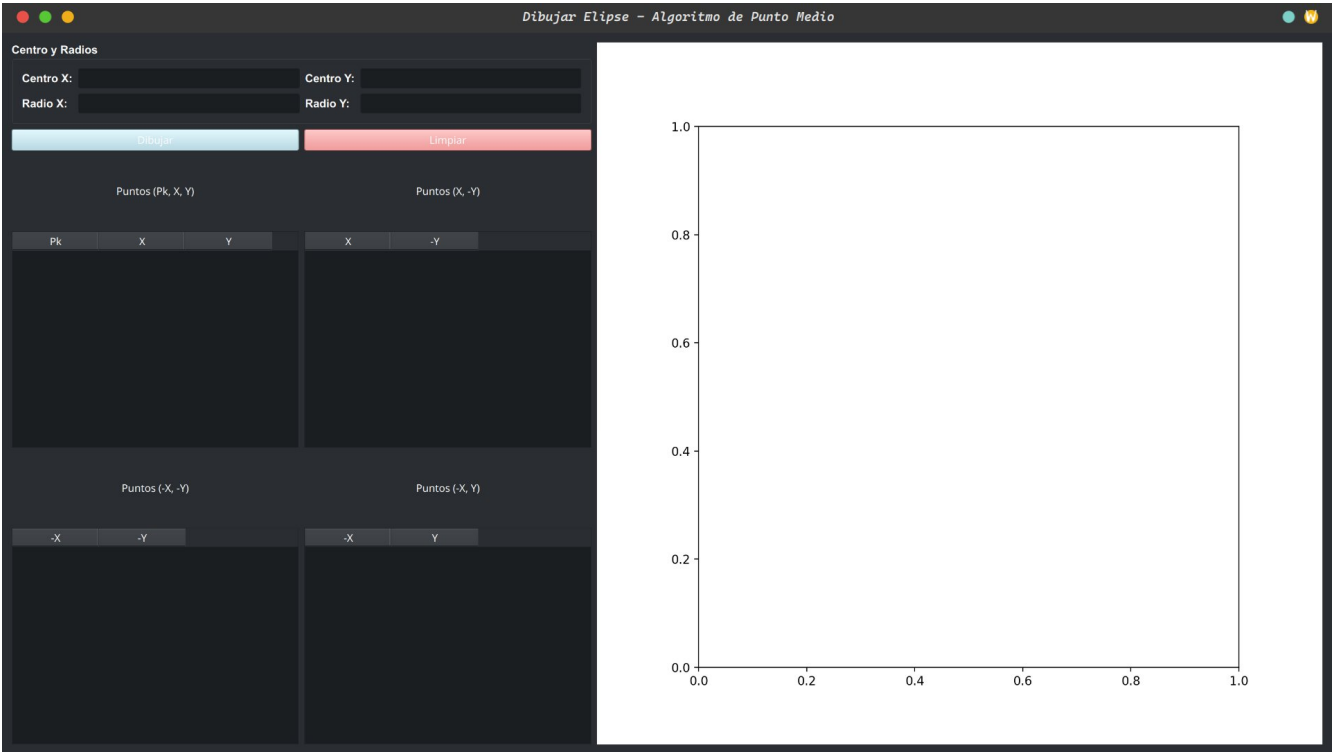 Dibujar Elipse - Algoritmo de Punto Medio
Centro y Radios
Centro X:
Centro Y:
Radio X:
Radio Y:
Dibujar
Limpiar
Puntos (Pk, X, Y)
Puntos (X, -Y)
Pk X Y
X -Y
Puntos (-X, -Y)
Puntos (-X, Y)
-X -Y
-X Y
1.0
0.8
0.6
0.4
0.2
0.0
0.0 0.2 0.4 0.6 0.8 1.0